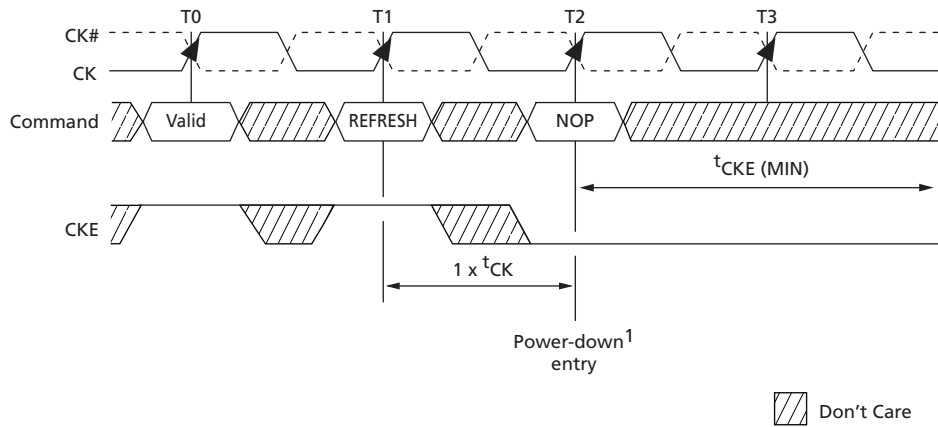 T0 T1 T2 T3
CK#
CK
Command Valid REFRESH NOP
tCKE (MIN)
CKE
1 x tCK
Power-down1
entry
Don't Care